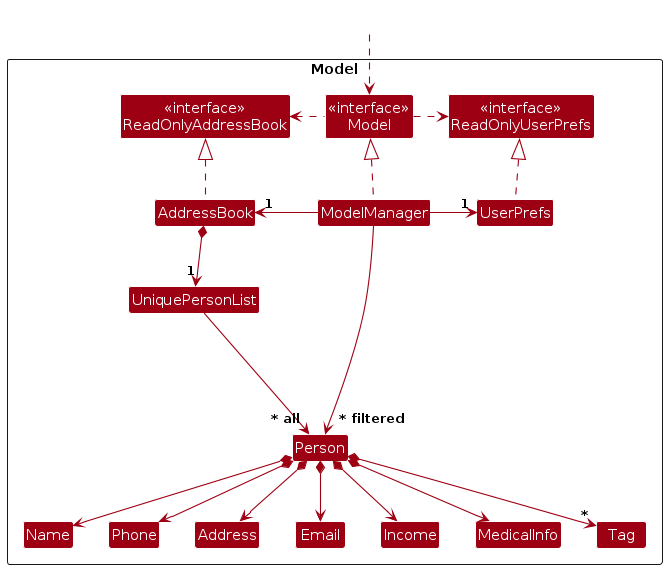 Model
«interface»
ReadOnlyAddressBook
«interface»
Model
«interface»
ReadOnlyUserPrefs
AddressBook
1
ModelManager
1
UserPrefs
1
UniquePersonList
* all
* filtered
Person
*
Name
Phone
Address
Email
Income
MedicalInfo
Tag